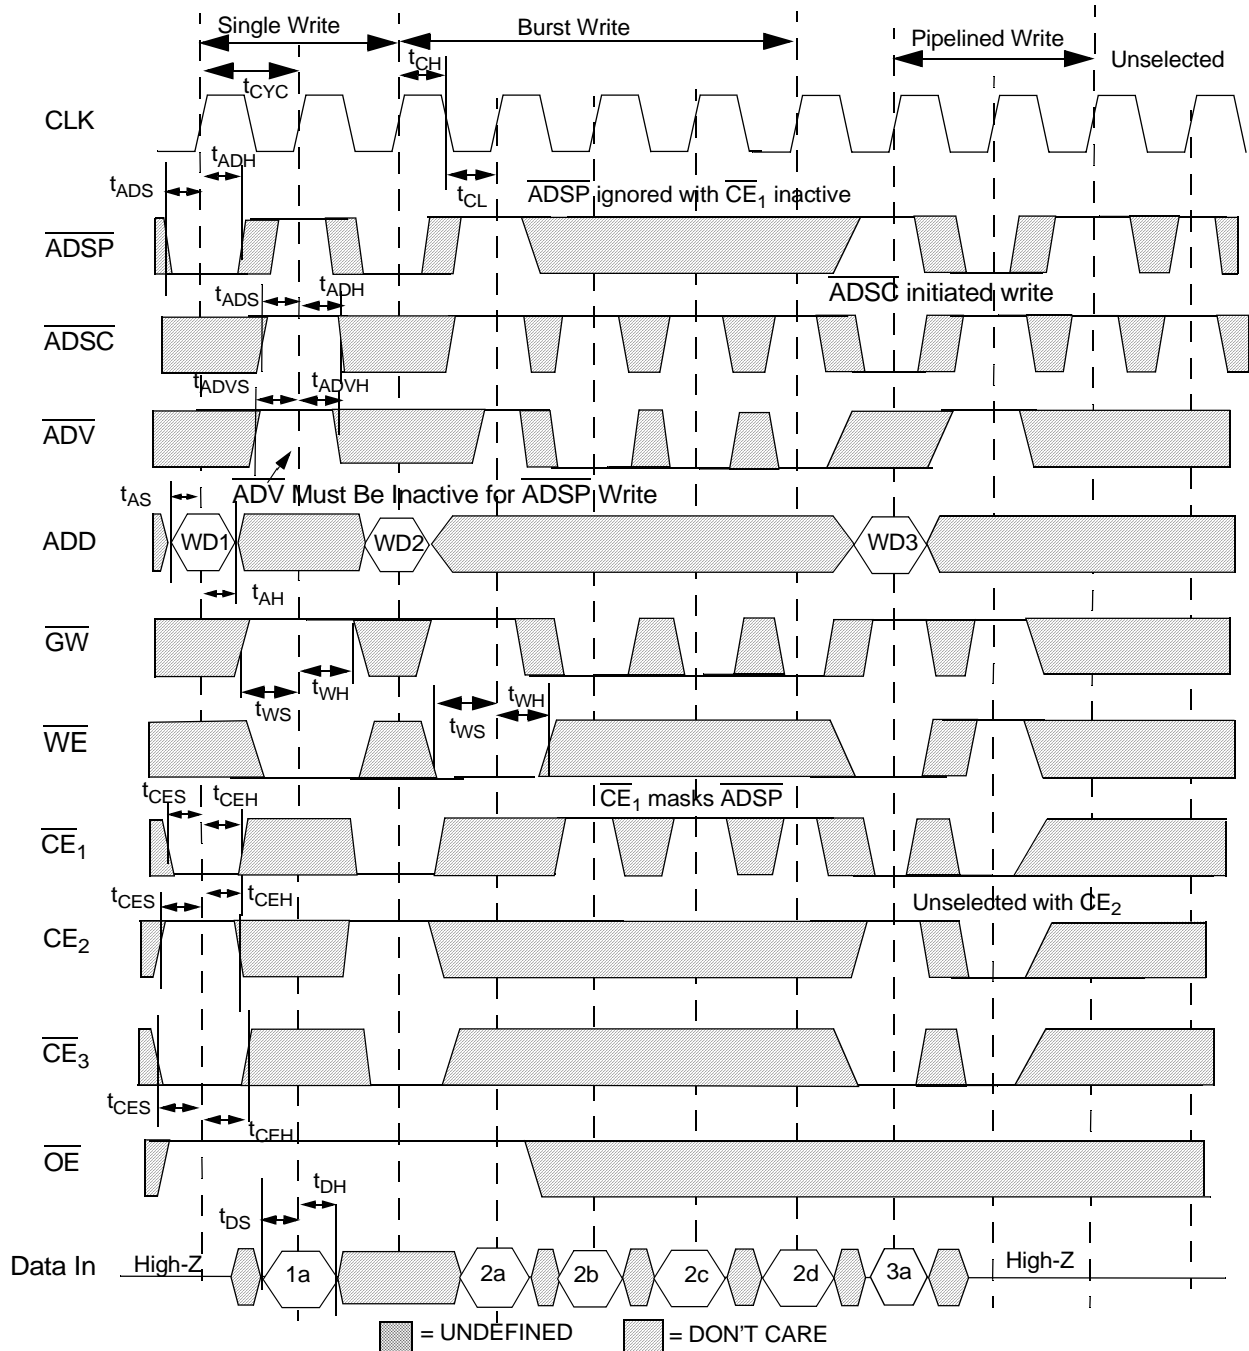 Single Write
Burst Write
Pipelined Write
Unselected
tCH
tCYC
CLK
tADH
tADS
tCL
ADSP ignored with CE1 inactive
ADSP
tADS
tADH
ADSC initiated write
ADSC
tADVS
tADVH
ADV
ADV Must Be Inactive for ADSP Write
tAS
ADD
WD1
WD2
WD3
tAH
GW
tWS
tWH
tWS
tWH
WE
tCES
tCEH
CE1 masks ADSP
CE1
tCES
tCEH
Unselected with CE2
CE2
CE3
tCES
tCEH
OE
tDH
tDS
Data In
High-Z
1a
2a
2b
2c
2d
3a
High-Z
= UNDEFINED
= DON'T CARE